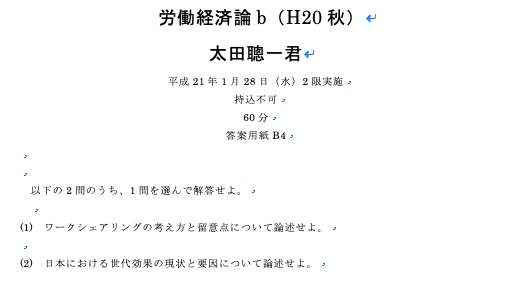 労働経済論 b（H20 秋）
太田聰一君
平成 21 年 1 月 28 日（水）2 限実施
持込不可
60 分
答案用紙 B4
以下の 2 問のうち、1 問を選んで解答せよ。
(1) ワークシェアリングの考え方と留意点について論述せよ。
(2) 日本における世代効果の現状と要因について論述せよ。